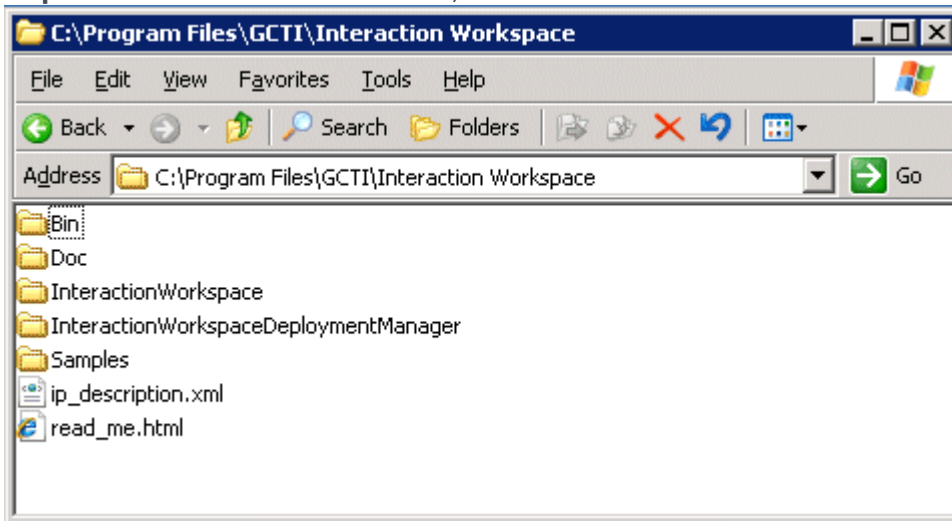 C:\Program Files\GCTI\Interaction Workspace
File Edit View Favorites Tools Help
Back Search Folders
Address C:\Program Files\GCTI\Interaction Workspace Go
Bin
Doc
InteractionWorkspace
InteractionWorkspaceDeploymentManager
Samples
ip_description.xml
read_me.html